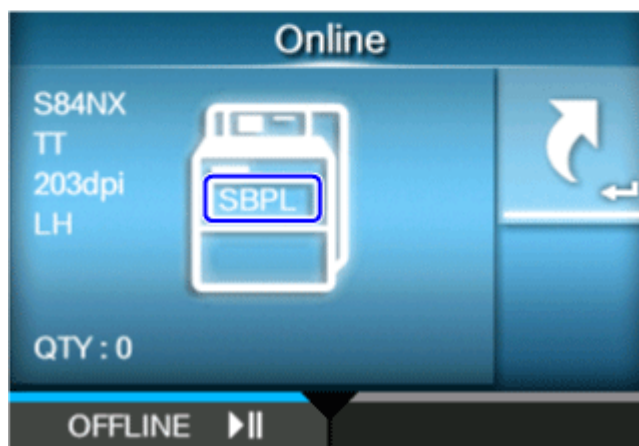 Online
S84NX
TT
203dpi
LH
SBPL
QTY : 0
OFFLINE